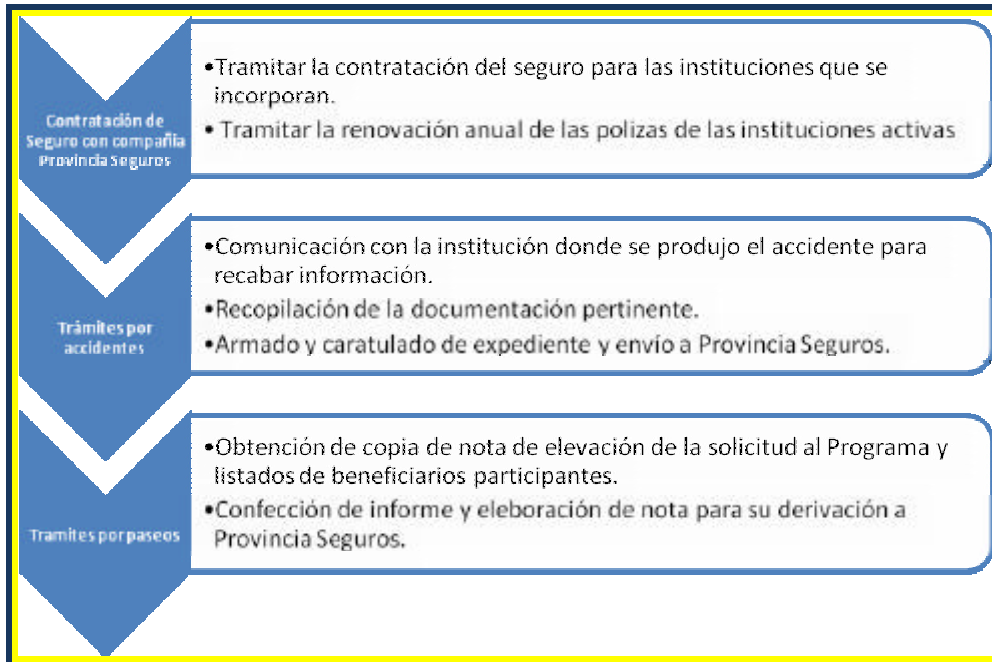 Contratación de
Seguro con compañia
Provincia Seguros
•Tramitar la contratación del seguro para las instituciones que se
incorporan.
• Tramitar la renovación anual de las polizas de las instituciones activas
Trámites por
accidentes
•Comunicación con la institución donde se produjo el accidente para
recabar información.
•Recopilación de la documentación pertinente.
•Armado y caratulado de expediente y envío a Provincia Seguros.
Tramites por paseos
•Obtención de copia de nota de elevación de la solicitud al Programa y
listados de beneficiarios participantes.
•Confección de informe y eleboración de nota para su derivación a
Provincia Seguros.